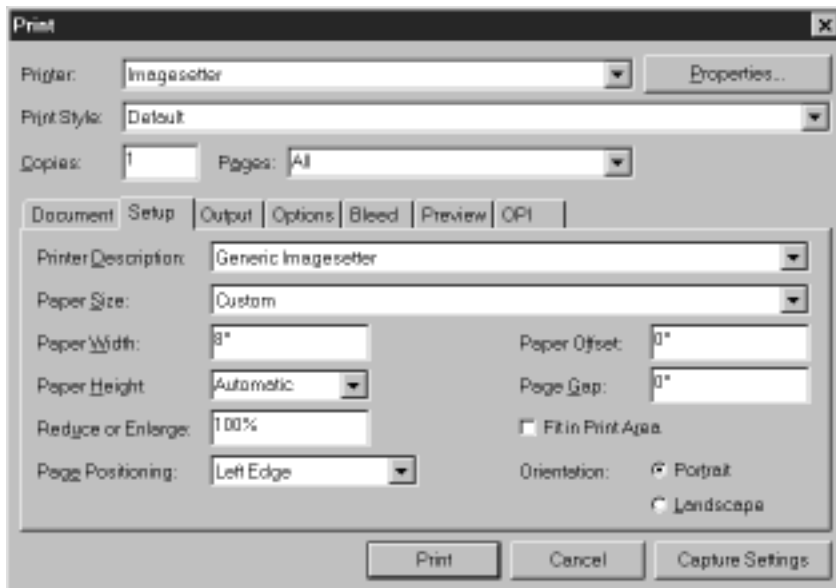 Print
Printer: Imagesetter Properties...
Print Style: Default
Copies: 1 Pages: All
Document Setup Output Options Bleed Preview OPI
Printer Description: Generic Imagesetter
Paper Size: Custom
Paper Width: 8" Paper Offset: 0"
Paper Height Automatic Page Gap: 0"
Reduce or Enlarge: 100% Fit in Print Area
Page Positioning: Left Edge Orientation: Portrait
Landscape
Print Cancel Capture Settings